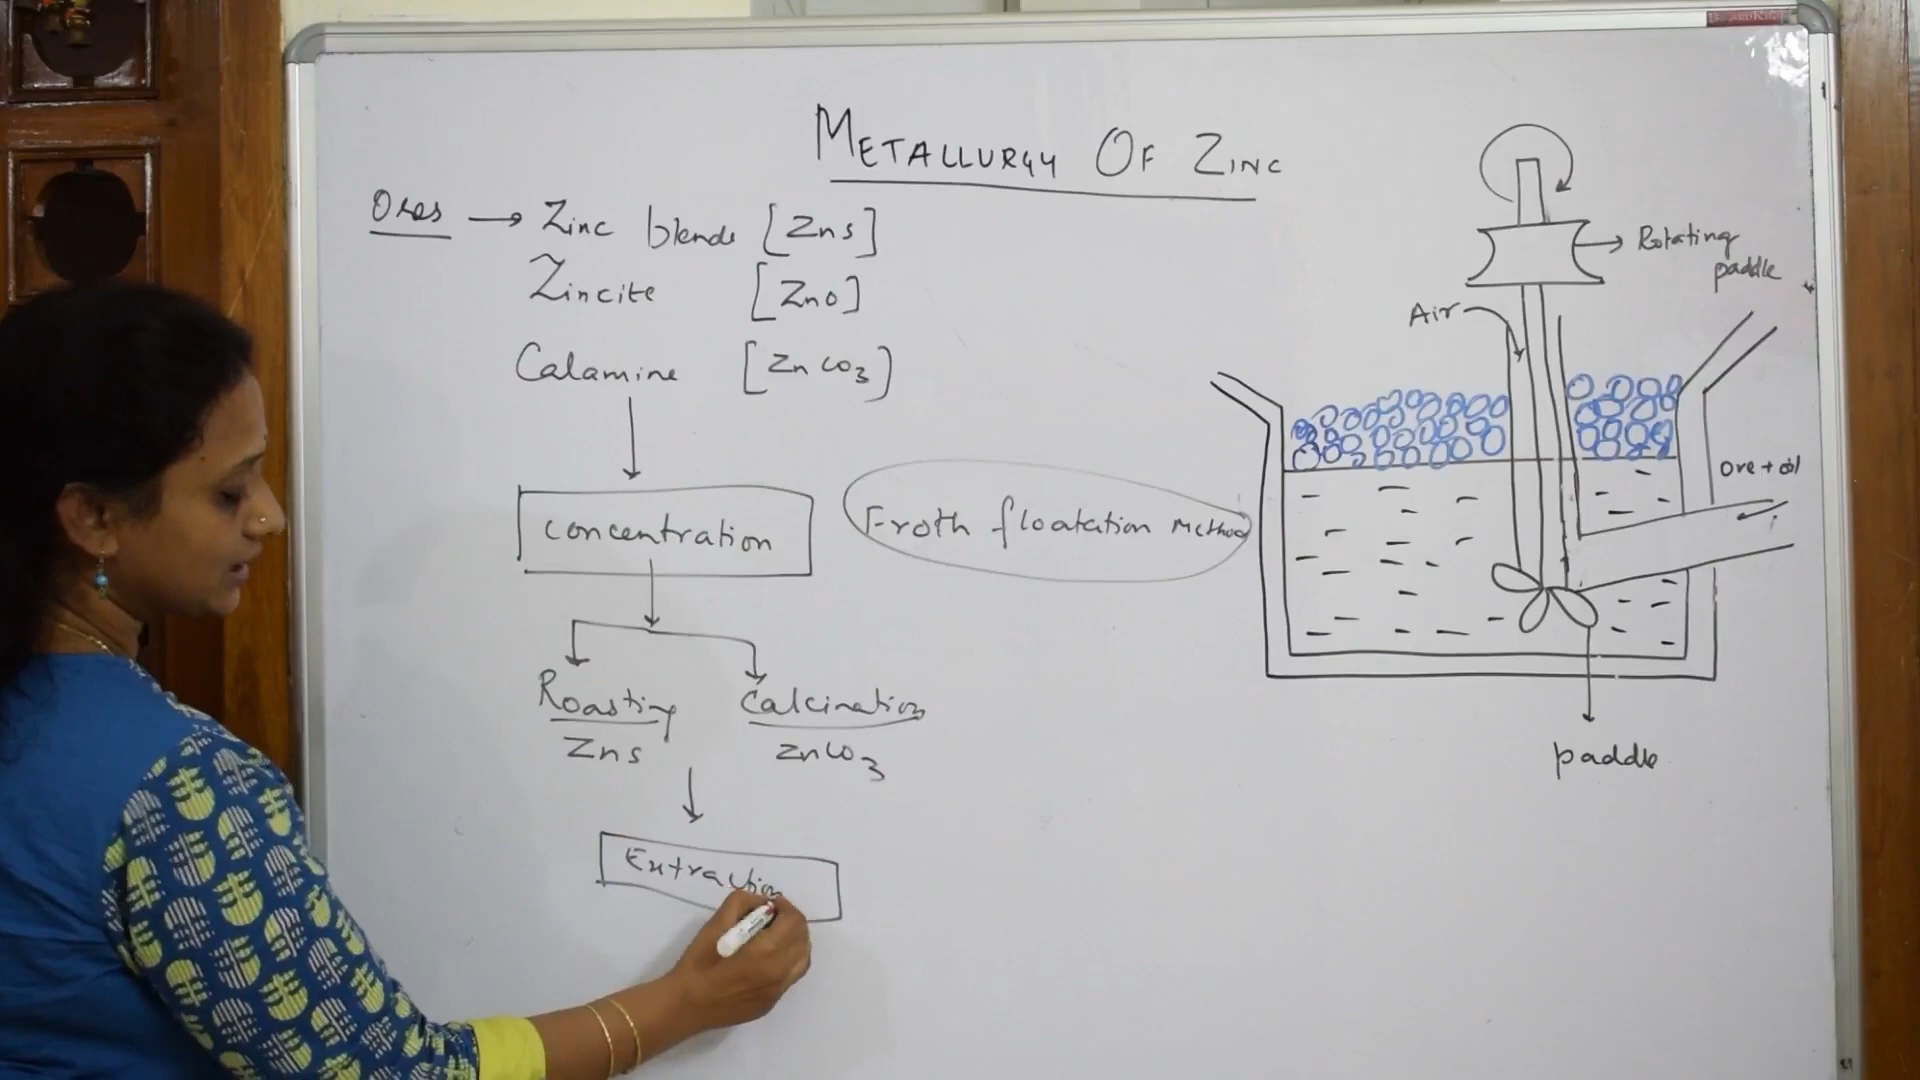 METALLURGY OF ZINC
Ores → Zinc blende [ZnS]
Zincite [ZnO]
Calamine [ZnCO3]
Concentration
Froth floatation Method
Roasting
ZnS
Calcination
ZnCO3
Extraction
Rotating
paddle
Air
Ore + oil
paddle